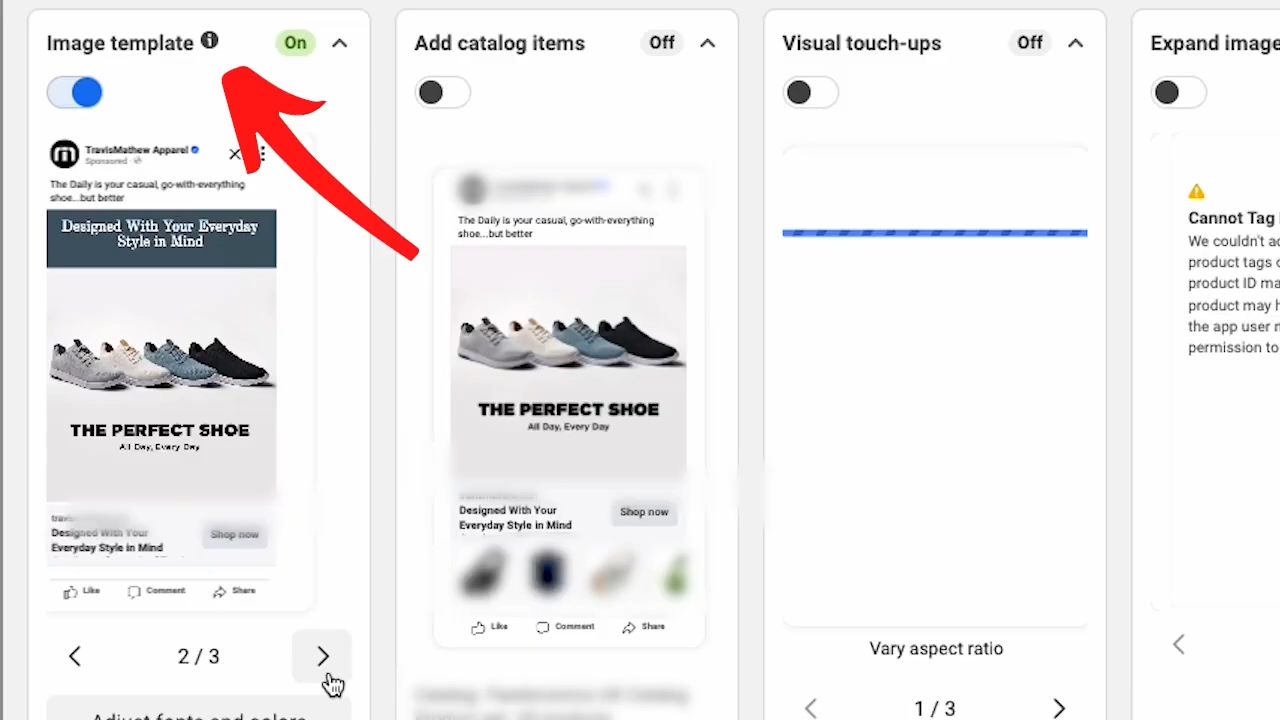 Image template
On
TravisMathew Apparel
Sponsored
The Daily is your casual, go-with-everything
shoe...but better
Designed With Your Everyday
Style in Mind
THE PERFECT SHOE
All Day, Every Day
Designed With Your
Everyday Style in Mind
Shop now
Like
Comment
Share
2 / 3
Adjust fonts and colors
Add catalog items
Off
The Daily is your casual, go-with-everything
shoe...but better
THE PERFECT SHOE
All Day, Every Day
Designed With Your
Everyday Style in Mind
Shop now
Like
Comment
Share
Visual touch-ups
Off
Vary aspect ratio
1 / 3
Expand image
Cannot Tag
We couldn't a
product tags
product ID ma
product may h
the app user
permission to